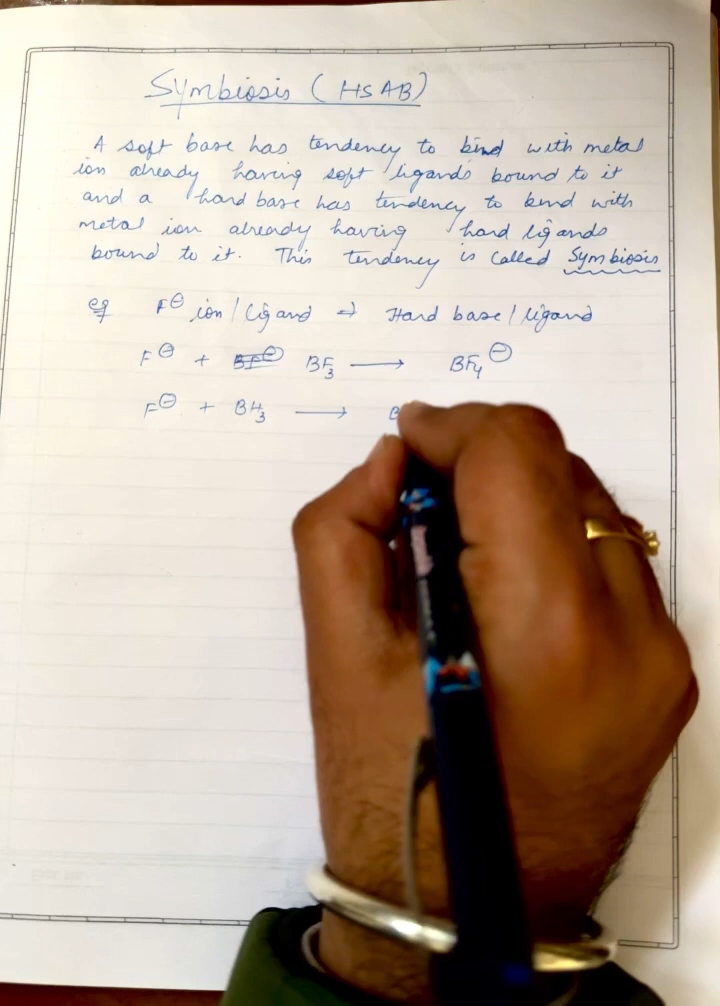 Symbiosis (HSAB)
A soft base has tendency to bind with metal
ion already having soft ligands bound to it
and a hard base has tendency to bind with
metal ion already having hard ligands
bound to it. This tendency is called Symbiosis
eg F⊖ ion/Ligand → Hard base/ligand
F⊖ + BF₃ ⟶ BF₄⊖
F⊖ + BH₃ ⟶ B